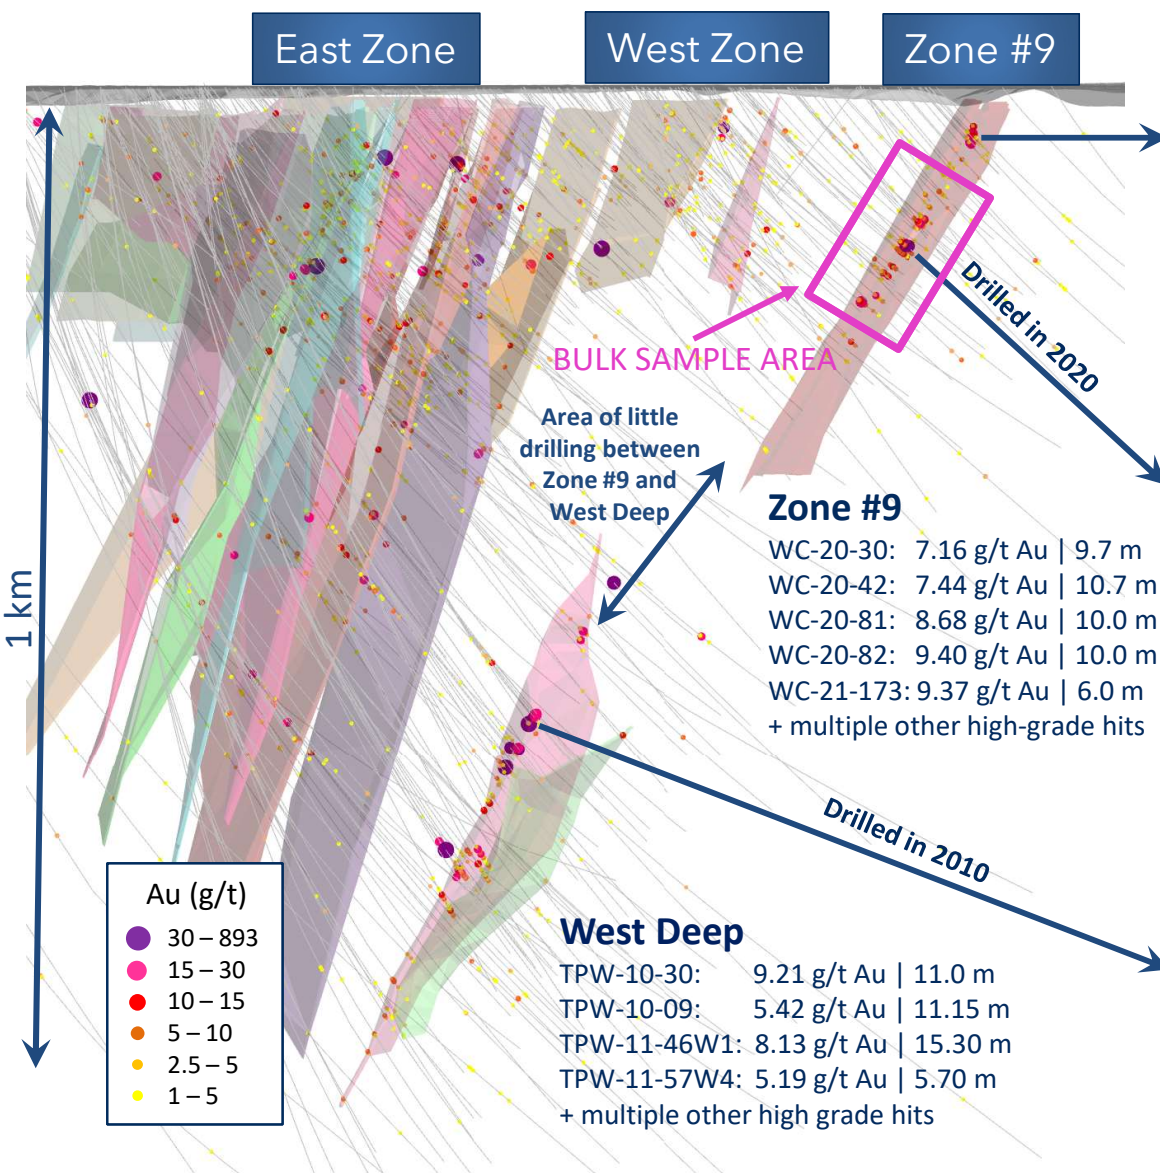 East Zone
West Zone
Zone #9
1 km
BULK SAMPLE AREA
Drilled in 2020
Area of little
drilling between
Zone #9 and
West Deep
Zone #9
WC-20-30: 7.16 g/t Au | 9.7 m
WC-20-42: 7.44 g/t Au | 10.7 m
WC-20-81: 8.68 g/t Au | 10.0 m
WC-20-82: 9.40 g/t Au | 10.0 m
WC-21-173: 9.37 g/t Au | 6.0 m
+ multiple other high-grade hits
Drilled in 2010
Au (g/t)
30 – 893
15 – 30
10 – 15
5 – 10
2.5 – 5
1 – 5
West Deep
TPW-10-30: 9.21 g/t Au | 11.0 m
TPW-10-09: 5.42 g/t Au | 11.15 m
TPW-11-46W1: 8.13 g/t Au | 15.30 m
TPW-11-57W4: 5.19 g/t Au | 5.70 m
+ multiple other high grade hits